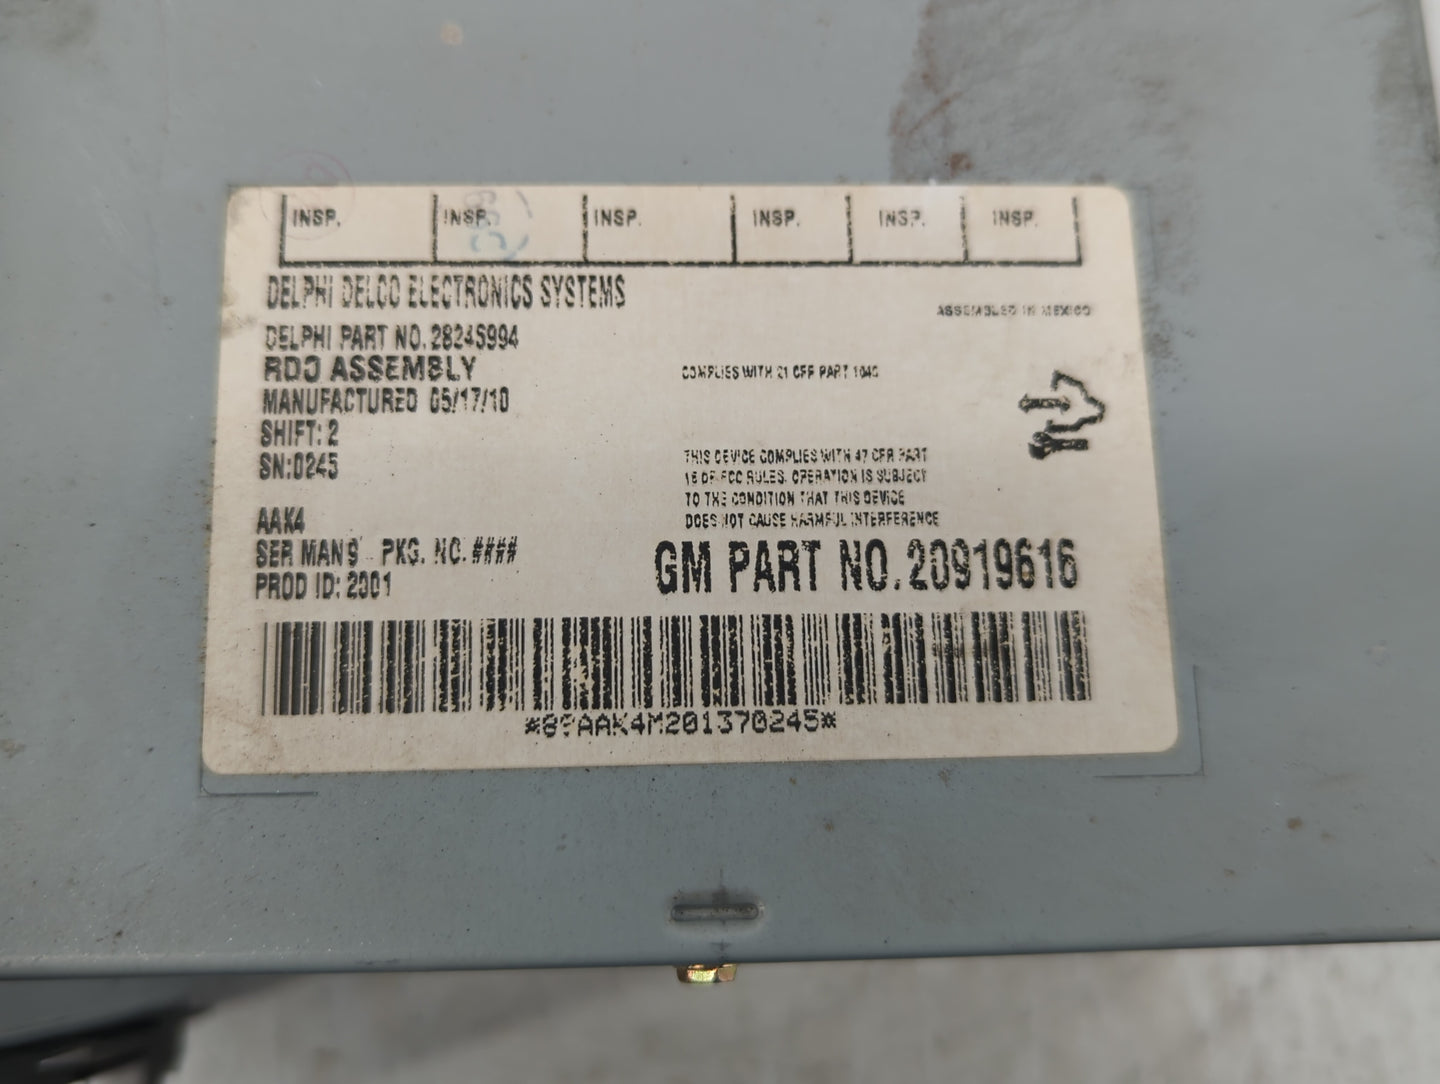 INSP. INSP. INSP. INSP. INSP. INSP.
DELPHI DELCO ELECTRONICS SYSTEMS
ASSEMBLED IN MEXICO
DELPHI PART NO. 28245994
RDO ASSEMBLY
COMPLIES WITH 21 CFR PART 1040
MANUFACTURED 05/17/10
SHIFT: 2
SN:0245
THIS DEVICE COMPLIES WITH 47 CFR PART
15 OF FCC RULES. OPERATION IS SUBJECT
TO THE CONDITION THAT THIS DEVICE
DOES NOT CAUSE HARMFUL INTERFERENCE
AAK4
SER MAN 9 PKG. NO. ####
PROD ID: 2001
GM PART NO. 20919616
AAK4M201370245*